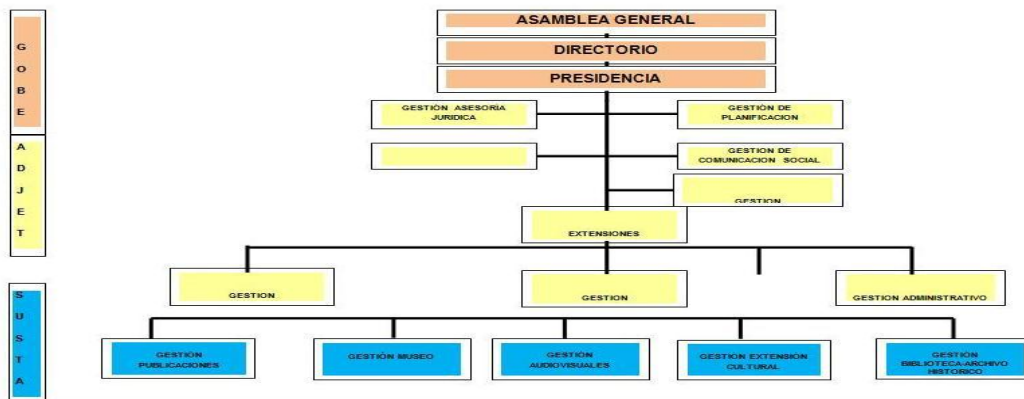 ASAMBLEA GENERAL
DIRECTORIO
PRESIDENCIA
G
O
B
E
GESTIÓN ASESORÍA
JURIDICA
GESTIÓN DE
PLANIFICACION
A
D
J
E
T
GESTION DE
COMUNICACION SOCIAL
GESTION
EXTENSIONES
GESTION
GESTION
GESTION ADMINISTRATIVO
S
U
S
T
A
GESTIÓN
PUBLICACIONES
GESTIÓN MUSEO
GESTIÓN
AUDIOVISUALES
GESTION EXTENSIÓN
CULTURAL
GESTIÓN
BIBLIOTECA-ARCHIVO
HISTORICO